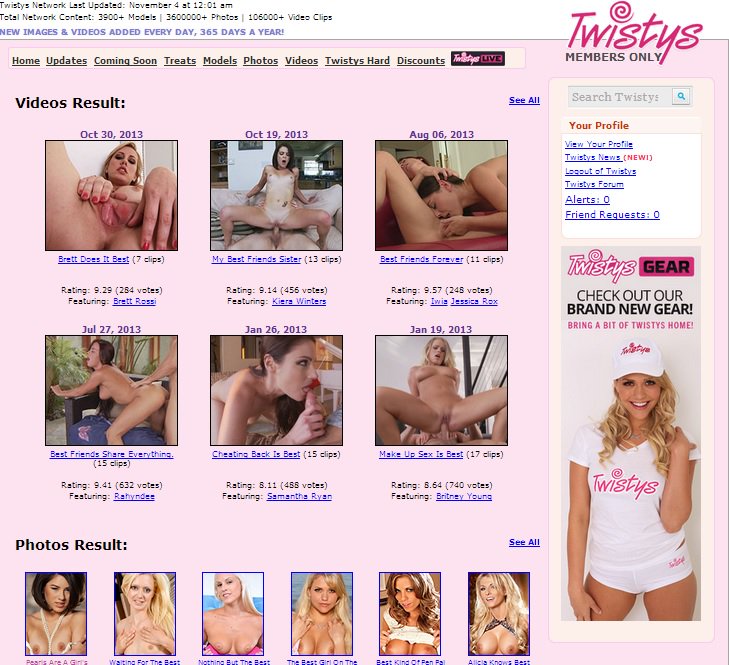 Twistys Network Last Updated: November 4 at 12:01 am
Total Network Content: 3900+ Models | 3600000+ Photos | 106000+ Video Clips
NEW IMAGES & VIDEOS ADDED EVERY DAY, 365 DAYS A YEAR!
Twistys
MEMBERS ONLY
Home Updates Coming Soon Treats Models Photos Videos Twistys Hard Discounts Twistys LIVE
Search Twistys
Your Profile
View Your Profile
Twistys News (NEW!)
Logout of Twistys
Twistys Forum
Alerts: 0
Friend Requests: 0
Videos Result: See All
Oct 30, 2013 Oct 19, 2013 Aug 06, 2013
Brett Does It Best (7 clips) My Best Friends Sister (13 clips) Best Friends Forever (11 clips)
Rating: 9.29 (284 votes) Rating: 9.14 (456 votes) Rating: 9.57 (248 votes)
Featuring: Brett Rossi Featuring: Kiera Winters Featuring: Iwia Jessica Rox
Jul 27, 2013 Jan 26, 2013 Jan 19, 2013
Best Friends Share Everything. Cheating Back Is Best (15 clips) Make Up Sex Is Best (17 clips)
(15 clips)
Rating: 9.41 (632 votes) Rating: 8.11 (488 votes) Rating: 8.64 (740 votes)
Featuring: Rahyndee Featuring: Samantha Ryan Featuring: Britney Young
Twistys GEAR
CHECK OUT OUR
BRAND NEW GEAR!
BRING A BIT OF TWISTYS HOME!
Twistys
Twistys
Photos Result: See All
Pearls Are A Girl's Waiting For The Best Nothing But The Best The Best Girl On The Best Kind Of Pen Pal Alicia Knows Best